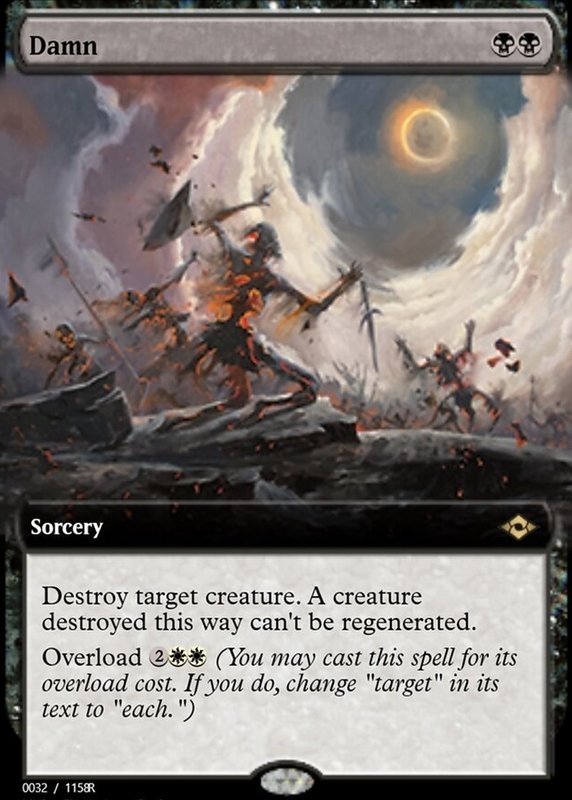 Damn
Sorcery
Destroy target creature. A creature
destroyed this way can't be regenerated.
Overload 2 (You may cast this spell for its
overload cost. If you do, change "target" in its
text to "each.")
0032 / 1158R